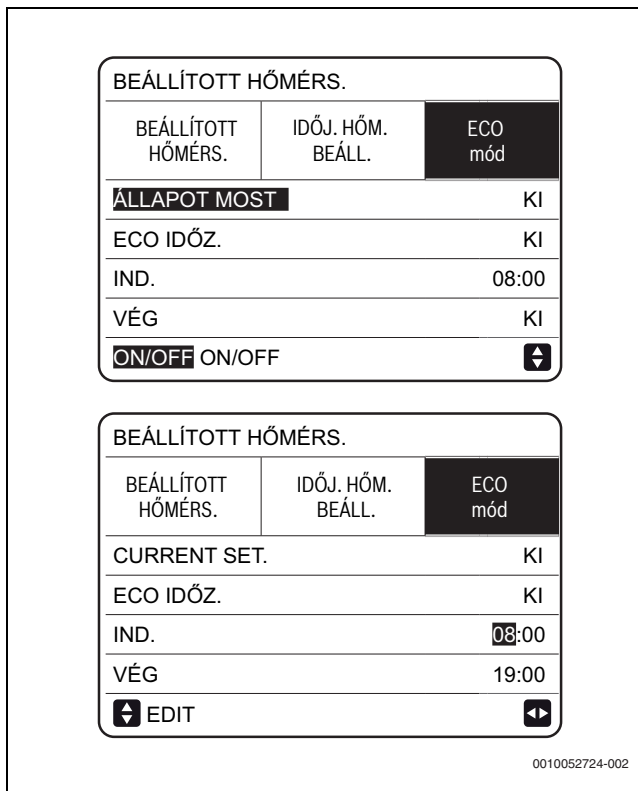 BEÁLLÍTOTT HŐMÉRS.
BEÁLLÍTOTT HŐMÉRS. IDŐJ. HŐM. BEÁLL. ECO mód
ÁLLAPOT MOST KI
ECO IDŐZ. KI
IND. 08:00
VÉG KI
ON/OFF ON/OFF
BEÁLLÍTOTT HŐMÉRS.
BEÁLLÍTOTT HŐMÉRS. IDŐJ. HŐM. BEÁLL. ECO mód
CURRENT SET. KI
ECO IDŐZ. KI
IND. 08:00
VÉG 19:00
EDIT
0010052724-002